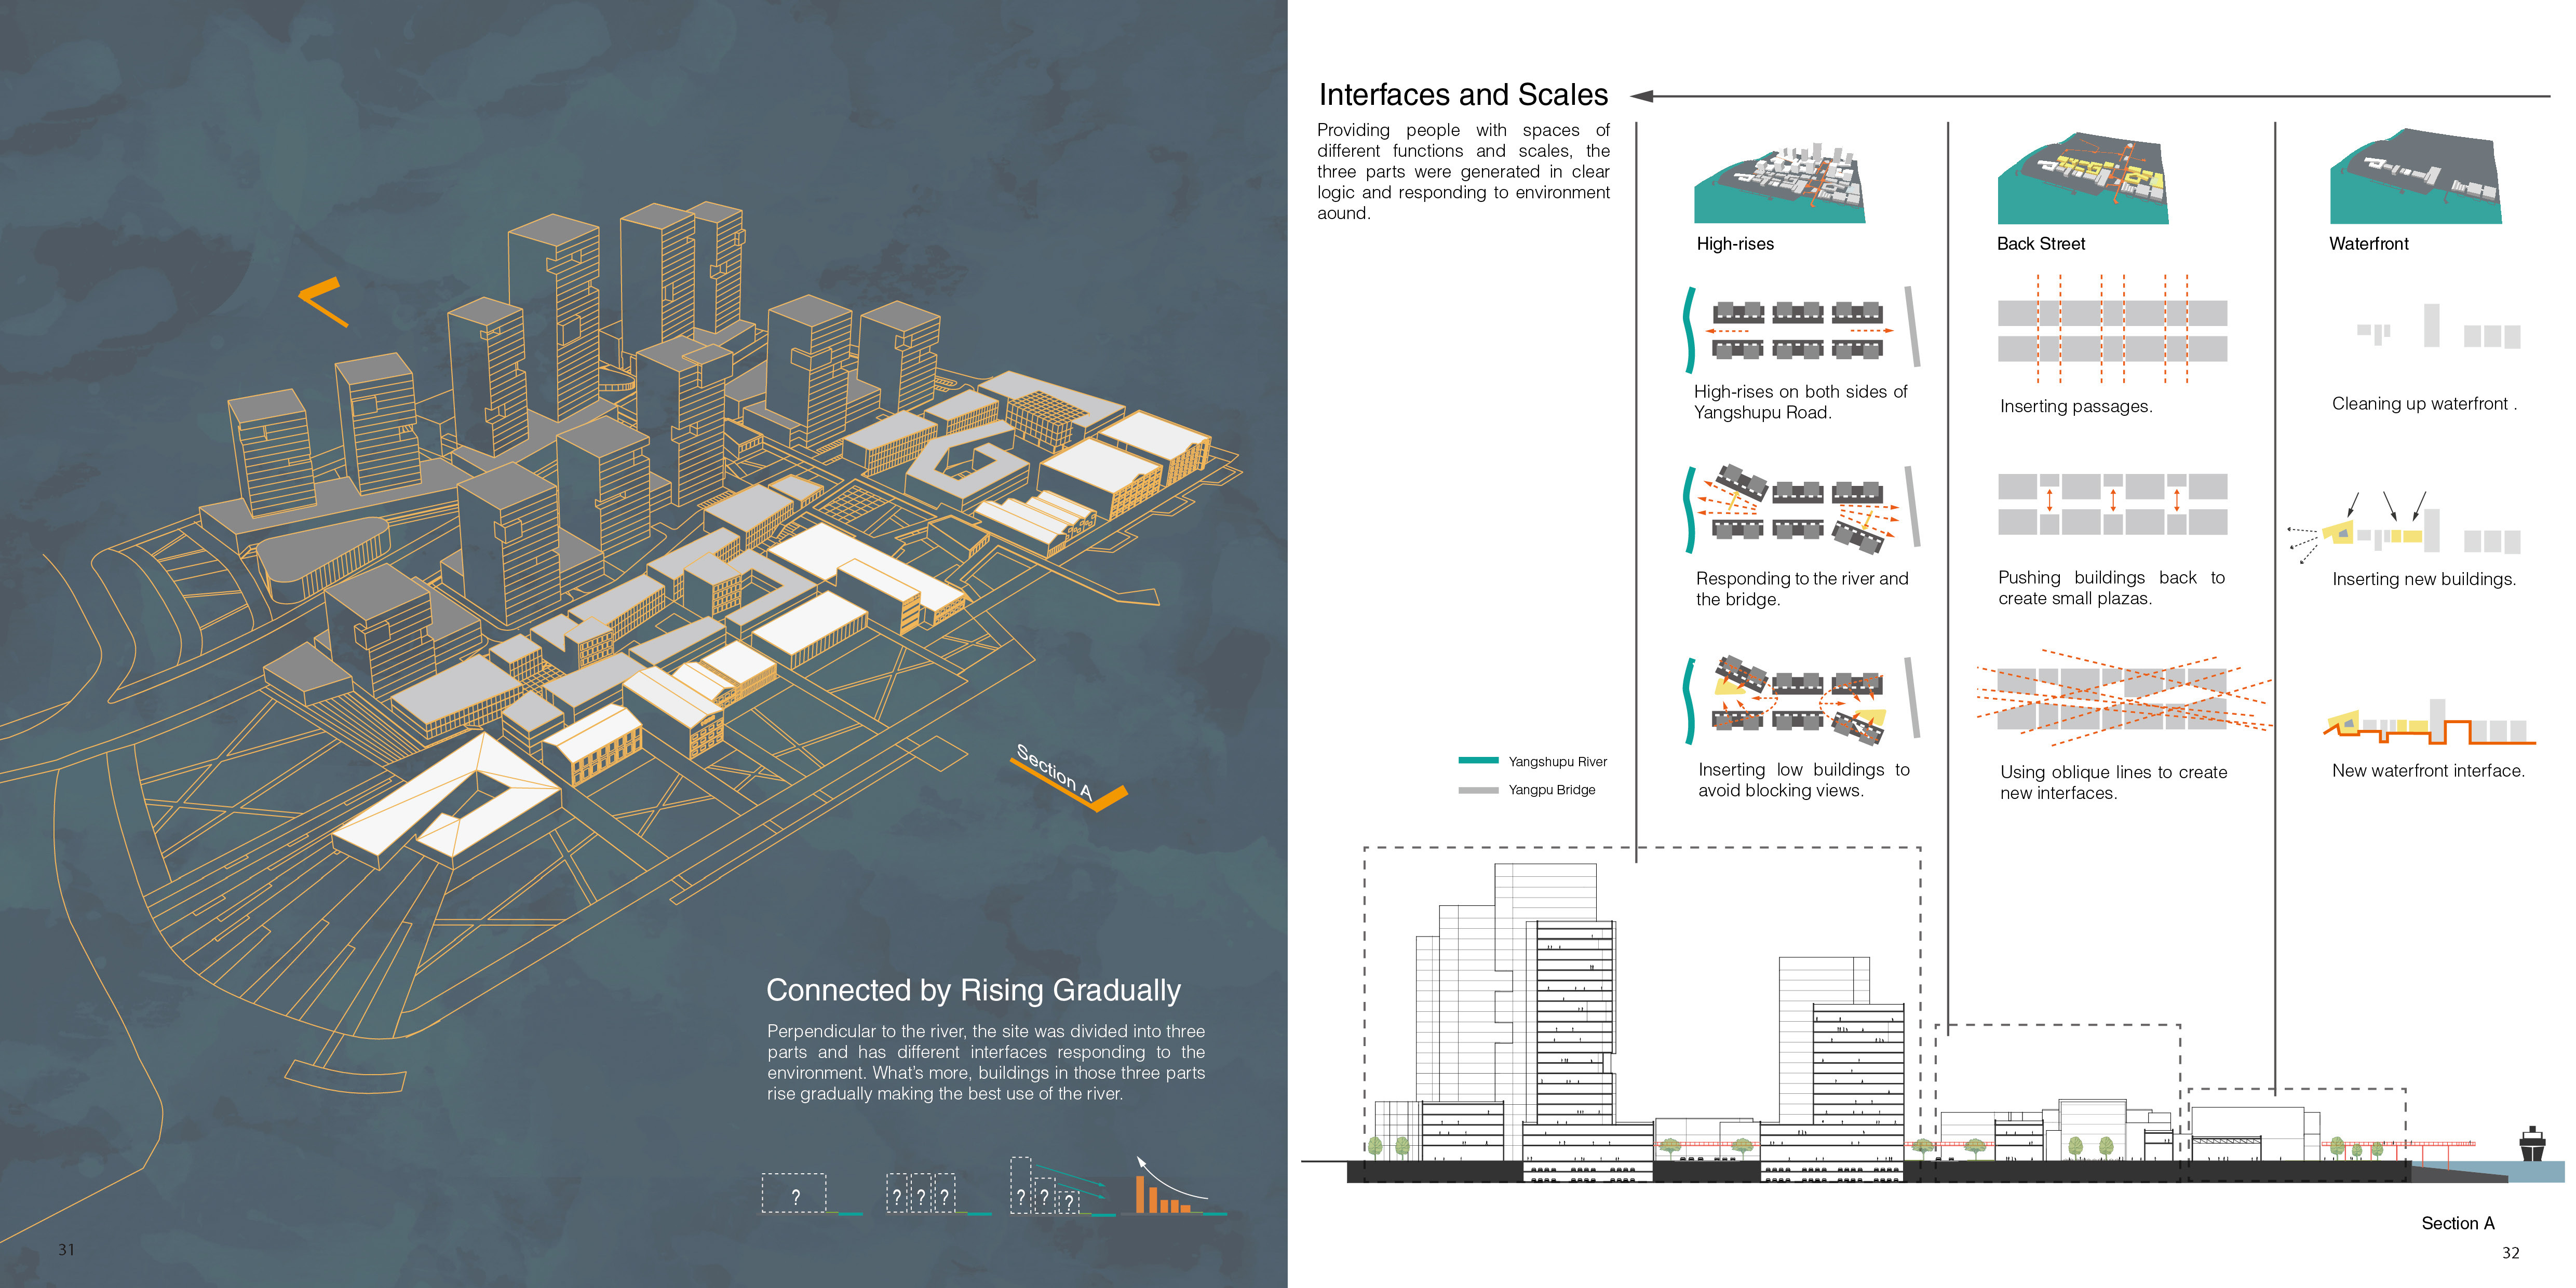 Section A
Connected by Rising Gradually
Perpendicular to the river, the site was divided into three
parts and has different interfaces responding to the
environment. What's more, buildings in those three parts
rise gradually making the best use of the river.
?
? ? ?
? ? ?
31
Interfaces and Scales
Providing people with spaces of
different functions and scales, the
three parts were generated in clear
logic and responding to environment
aound.
High-rises
High-rises on both sides of
Yangshupu Road.
Responding to the river and
the bridge.
Inserting low buildings to
avoid blocking views.
Back Street
Inserting passages.
Pushing buildings back to
create small plazas.
Using oblique lines to create
new interfaces.
Waterfront
Cleaning up waterfront .
Inserting new buildings.
New waterfront interface.
Yangshupu River
Yangpu Bridge
Section A
32